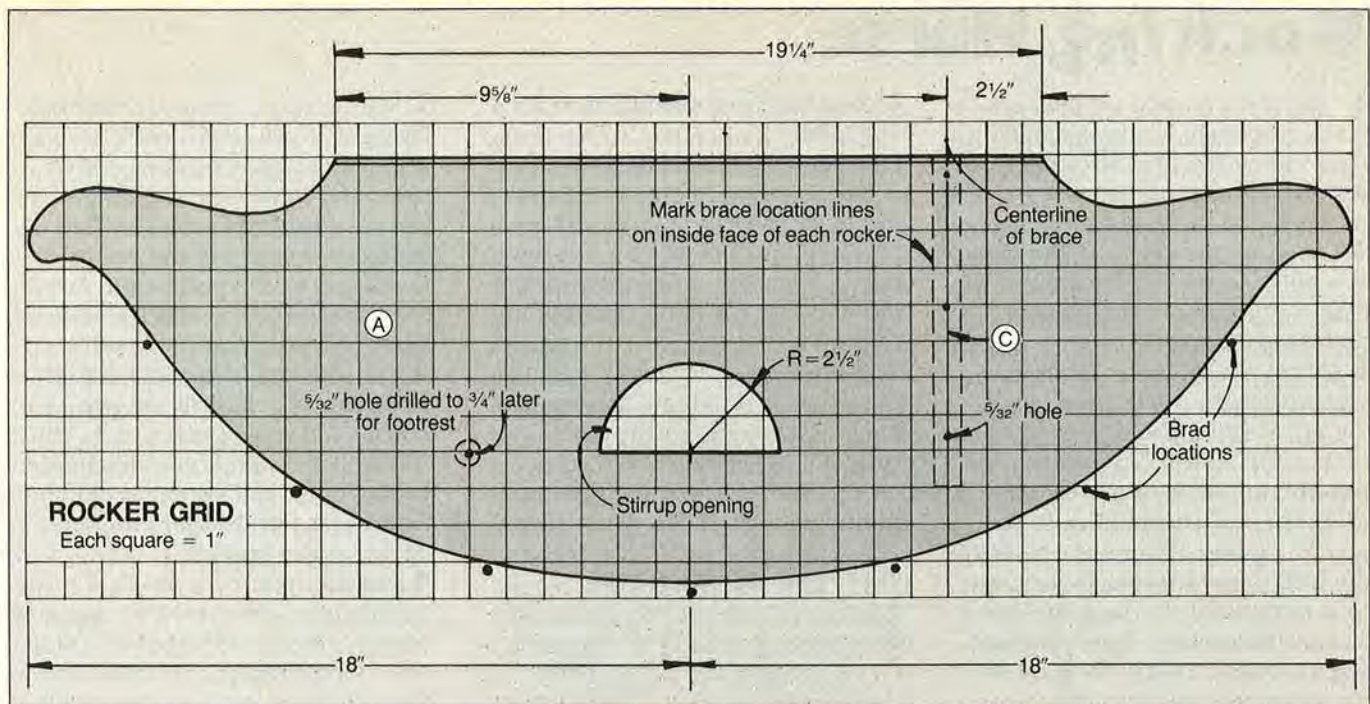 19¼″
9⅝″
2½″
Mark brace location lines
on inside face of each rocker.
Centerline
of brace
A
C
R = 2½″
5/32″ hole drilled to ¾″ later
for footrest
5/32″ hole
Brad
locations
Stirrup opening
ROCKER GRID
Each square = 1″
18″
18″